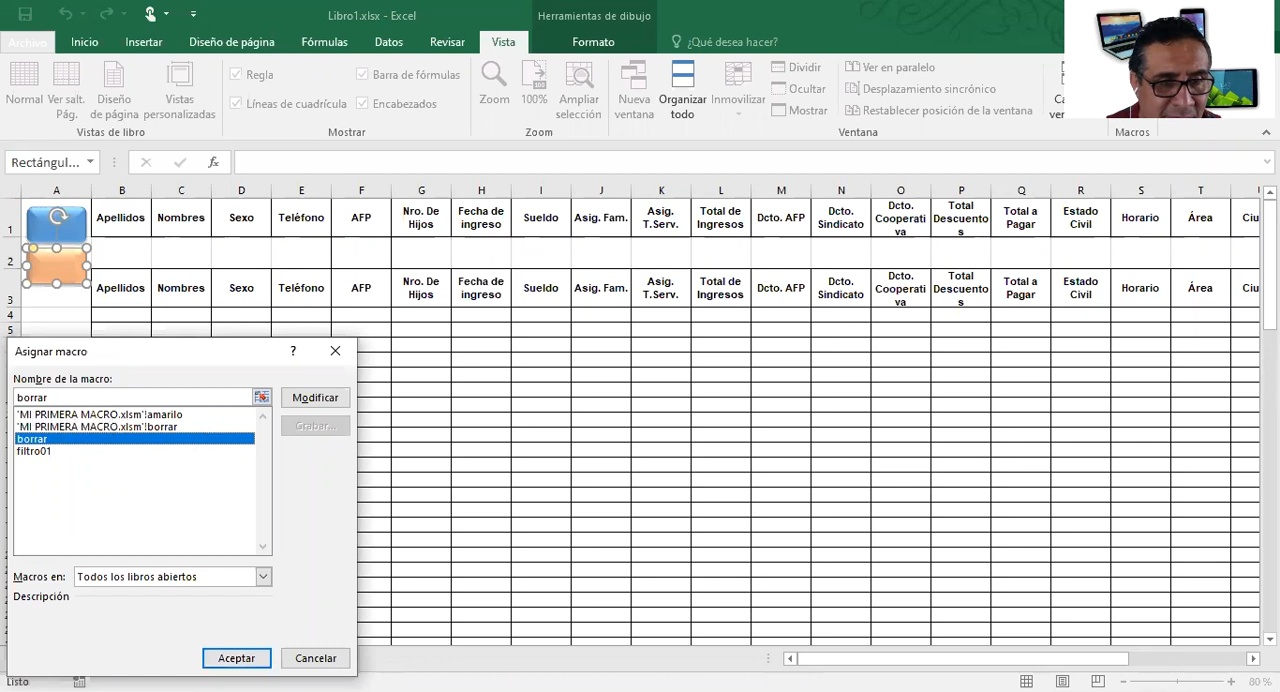 Libro1.xlsx - Excel
Herramientas de dibujo
Archivo
Inicio
Insertar
Diseño de página
Fórmulas
Datos
Revisar
Vista
Formato
¿Qué desea hacer?
Normal
Ver salt. Pág.
Diseño de página
Vistas personalizadas
Vistas de libro
Regla
Barra de fórmulas
Líneas de cuadrícula
Encabezados
Mostrar
Zoom
100%
Ampliar selección
Zoom
Nueva ventana
Organizar todo
Inmovilizar
Dividir
Ocultar
Mostrar
Ver en paralelo
Desplazamiento sincrónico
Restablecer posición de la ventana
Ventana
Macros
Rectángul...
fx
A B C D E F G H I J K L M N O P Q R S T
1 Apellidos Nombres Sexo Teléfono AFP Nro. De Hijos Fecha de ingreso Sueldo Asig. Fam. Asig. T.Serv. Total de Ingresos Dcto. AFP Dcto. Sindicato Dcto. Cooperativa Total Descuentos Total a Pagar Estado Civil Horario Área Ciu
2
3 Apellidos Nombres Sexo Teléfono AFP Nro. De Hijos Fecha de ingreso Sueldo Asig. Fam. Asig. T.Serv. Total de Ingresos Dcto. AFP Dcto. Sindicato Dcto. Cooperativa Total Descuentos Total a Pagar Estado Civil Horario Área Ciu
4
5
Asignar macro
?
Nombre de la macro:
borrar
Modificar
'MI PRIMERA MACRO.xlsm'!amarilo
'MI PRIMERA MACRO.xlsm'!borrar
borrar
filtro01
Grabar...
Macros en:
Todos los libros abiertos
Descripción
Aceptar
Cancelar
Listo
80 %